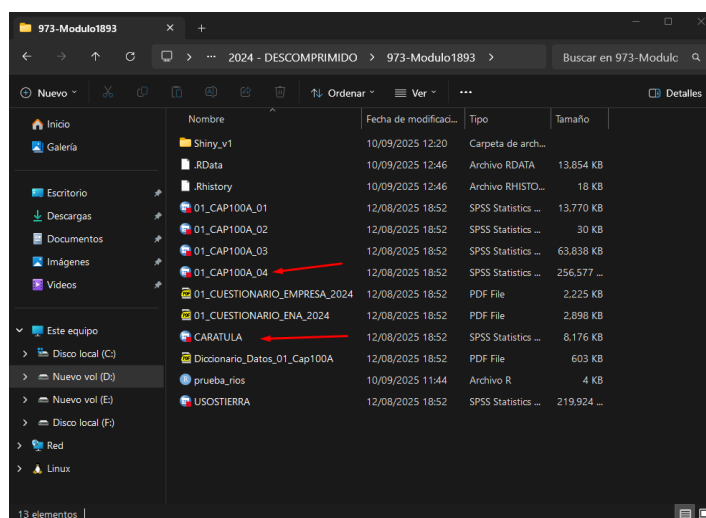 973-Modulo1893
2024 - DESCOMPRIMIDO > 973-Modulo1893 >
Buscar en 973-Modulo
Nuevo
Ordenar
Ver
Detalles
Inicio
Galería
Escritorio
Descargas
Documentos
Imágenes
Videos
Este equipo
Disco local (C:)
Nuevo vol (D:)
Nuevo vol (E:)
Disco local (F:)
Red
Linux
Nombre Fecha de modificaci... Tipo Tamaño
Shiny_v1 10/09/2025 12:20 Carpeta de arch...
.RData 10/09/2025 12:46 Archivo RDATA 13,854 KB
.Rhistory 10/09/2025 12:46 Archivo RHISTO... 18 KB
01_CAP100A_01 12/08/2025 18:52 SPSS Statistics ... 13,770 KB
01_CAP100A_02 12/08/2025 18:52 SPSS Statistics ... 30 KB
01_CAP100A_03 12/08/2025 18:52 SPSS Statistics ... 63,838 KB
01_CAP100A_04 12/08/2025 18:52 SPSS Statistics ... 256,577 ...
01_CUESTIONARIO_EMPRESA_2024 12/08/2025 18:52 PDF File 2,225 KB
01_CUESTIONARIO_ENA_2024 12/08/2025 18:52 PDF File 2,898 KB
CARATULA 12/08/2025 18:52 SPSS Statistics ... 8,176 KB
Diccionario_Datos_01_Cap100A 12/08/2025 18:52 PDF File 603 KB
prueba_rios 10/09/2025 11:44 Archivo R 4 KB
USOSTIERRA 12/08/2025 18:52 SPSS Statistics ... 219,924 ...
13 elementos